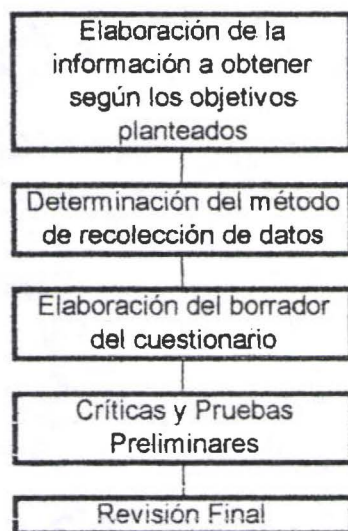 Elaboración de la
información a obtener
según los objetivos
planteados
Determinación del método
de recolección de datos
Elaboración del borrador
del cuestionario
Críticas y Pruebas
Preliminares
Revisión Final